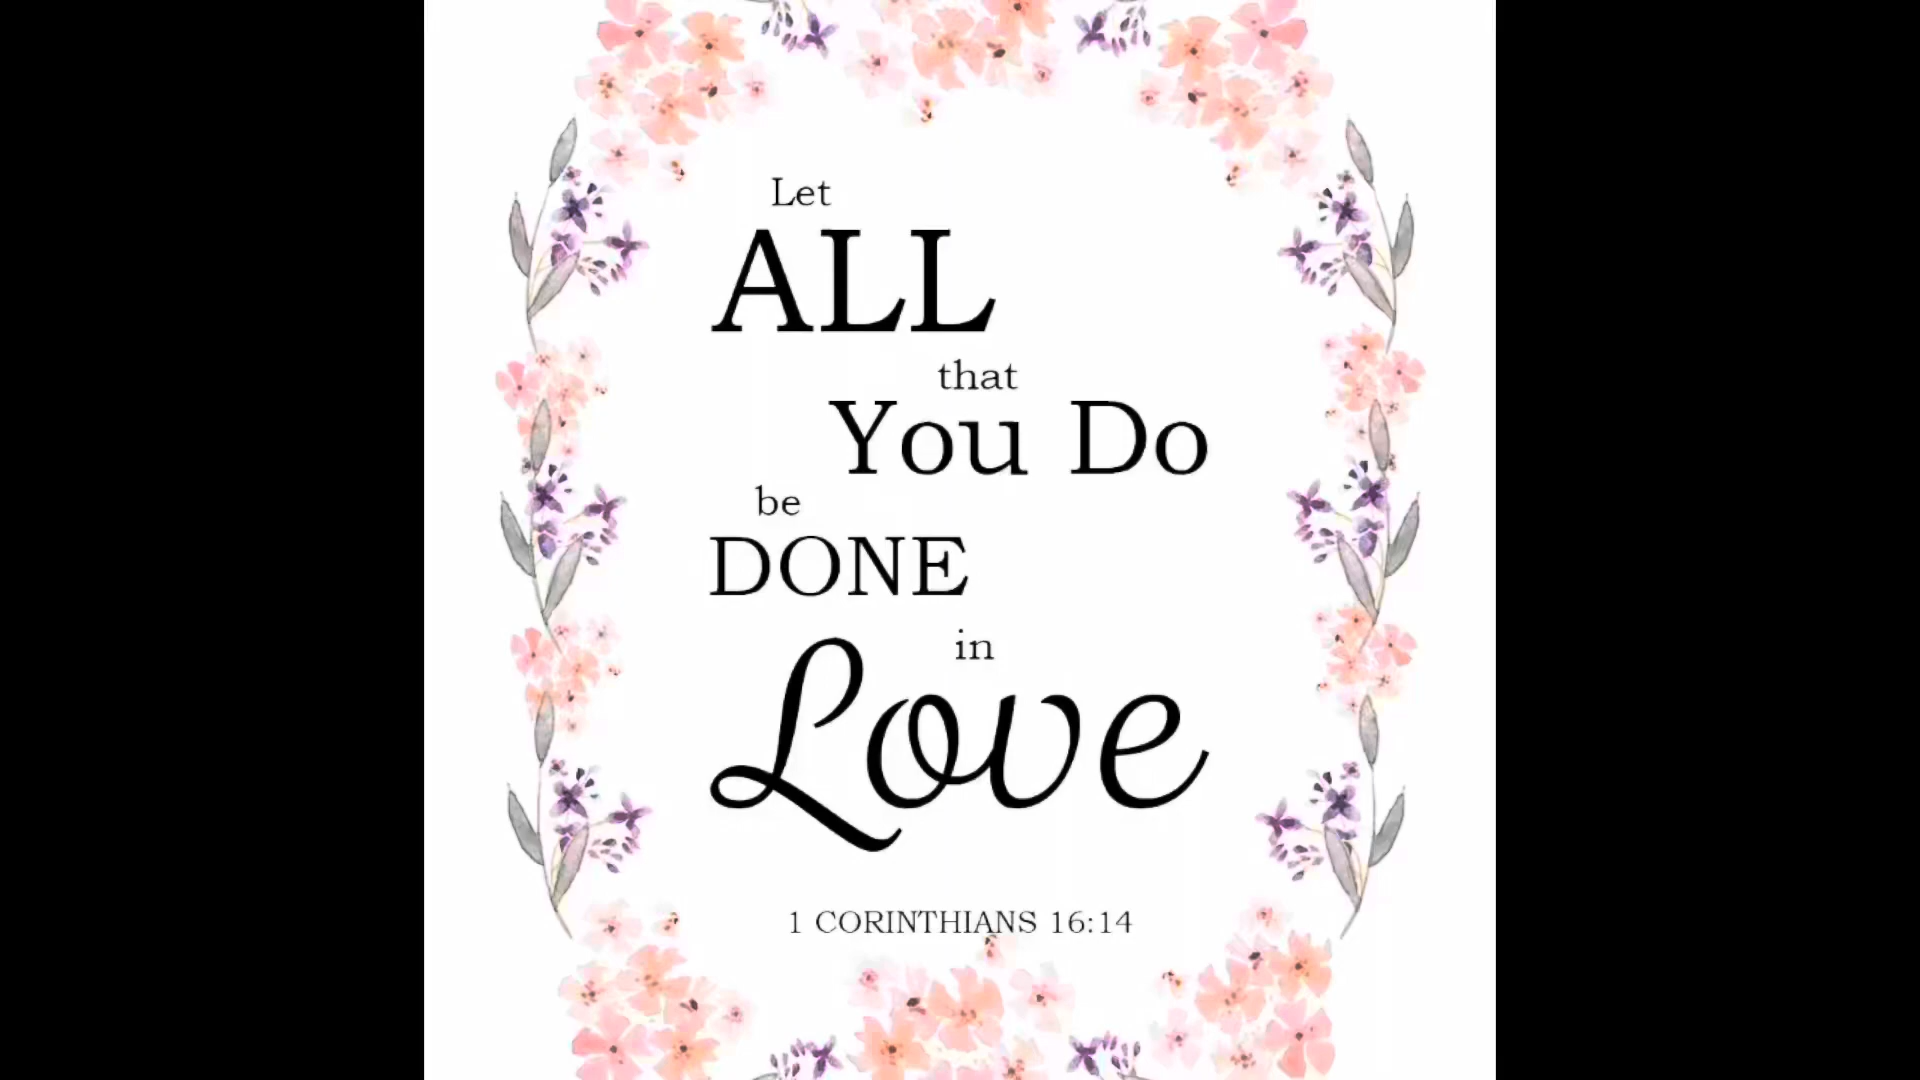 Let
ALL
that
You Do
be
DONE
in
Love
1 CORINTHIANS 16:14